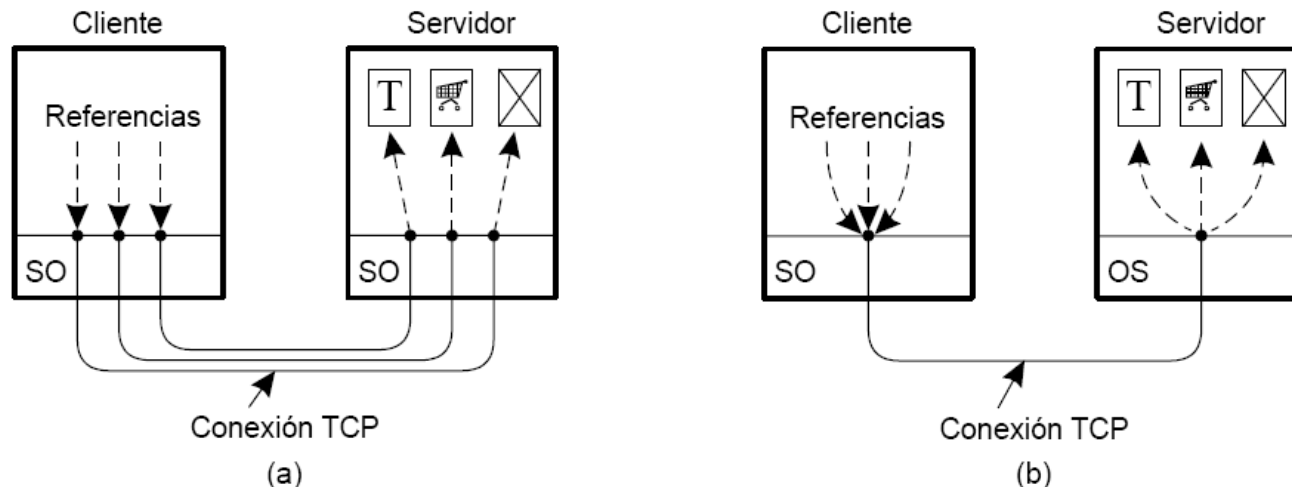 Cliente
Servidor
T
Referencias
SO
SO
Conexión TCP
(a)
Cliente
Servidor
T
Referencias
SO
OS
Conexión TCP
(b)